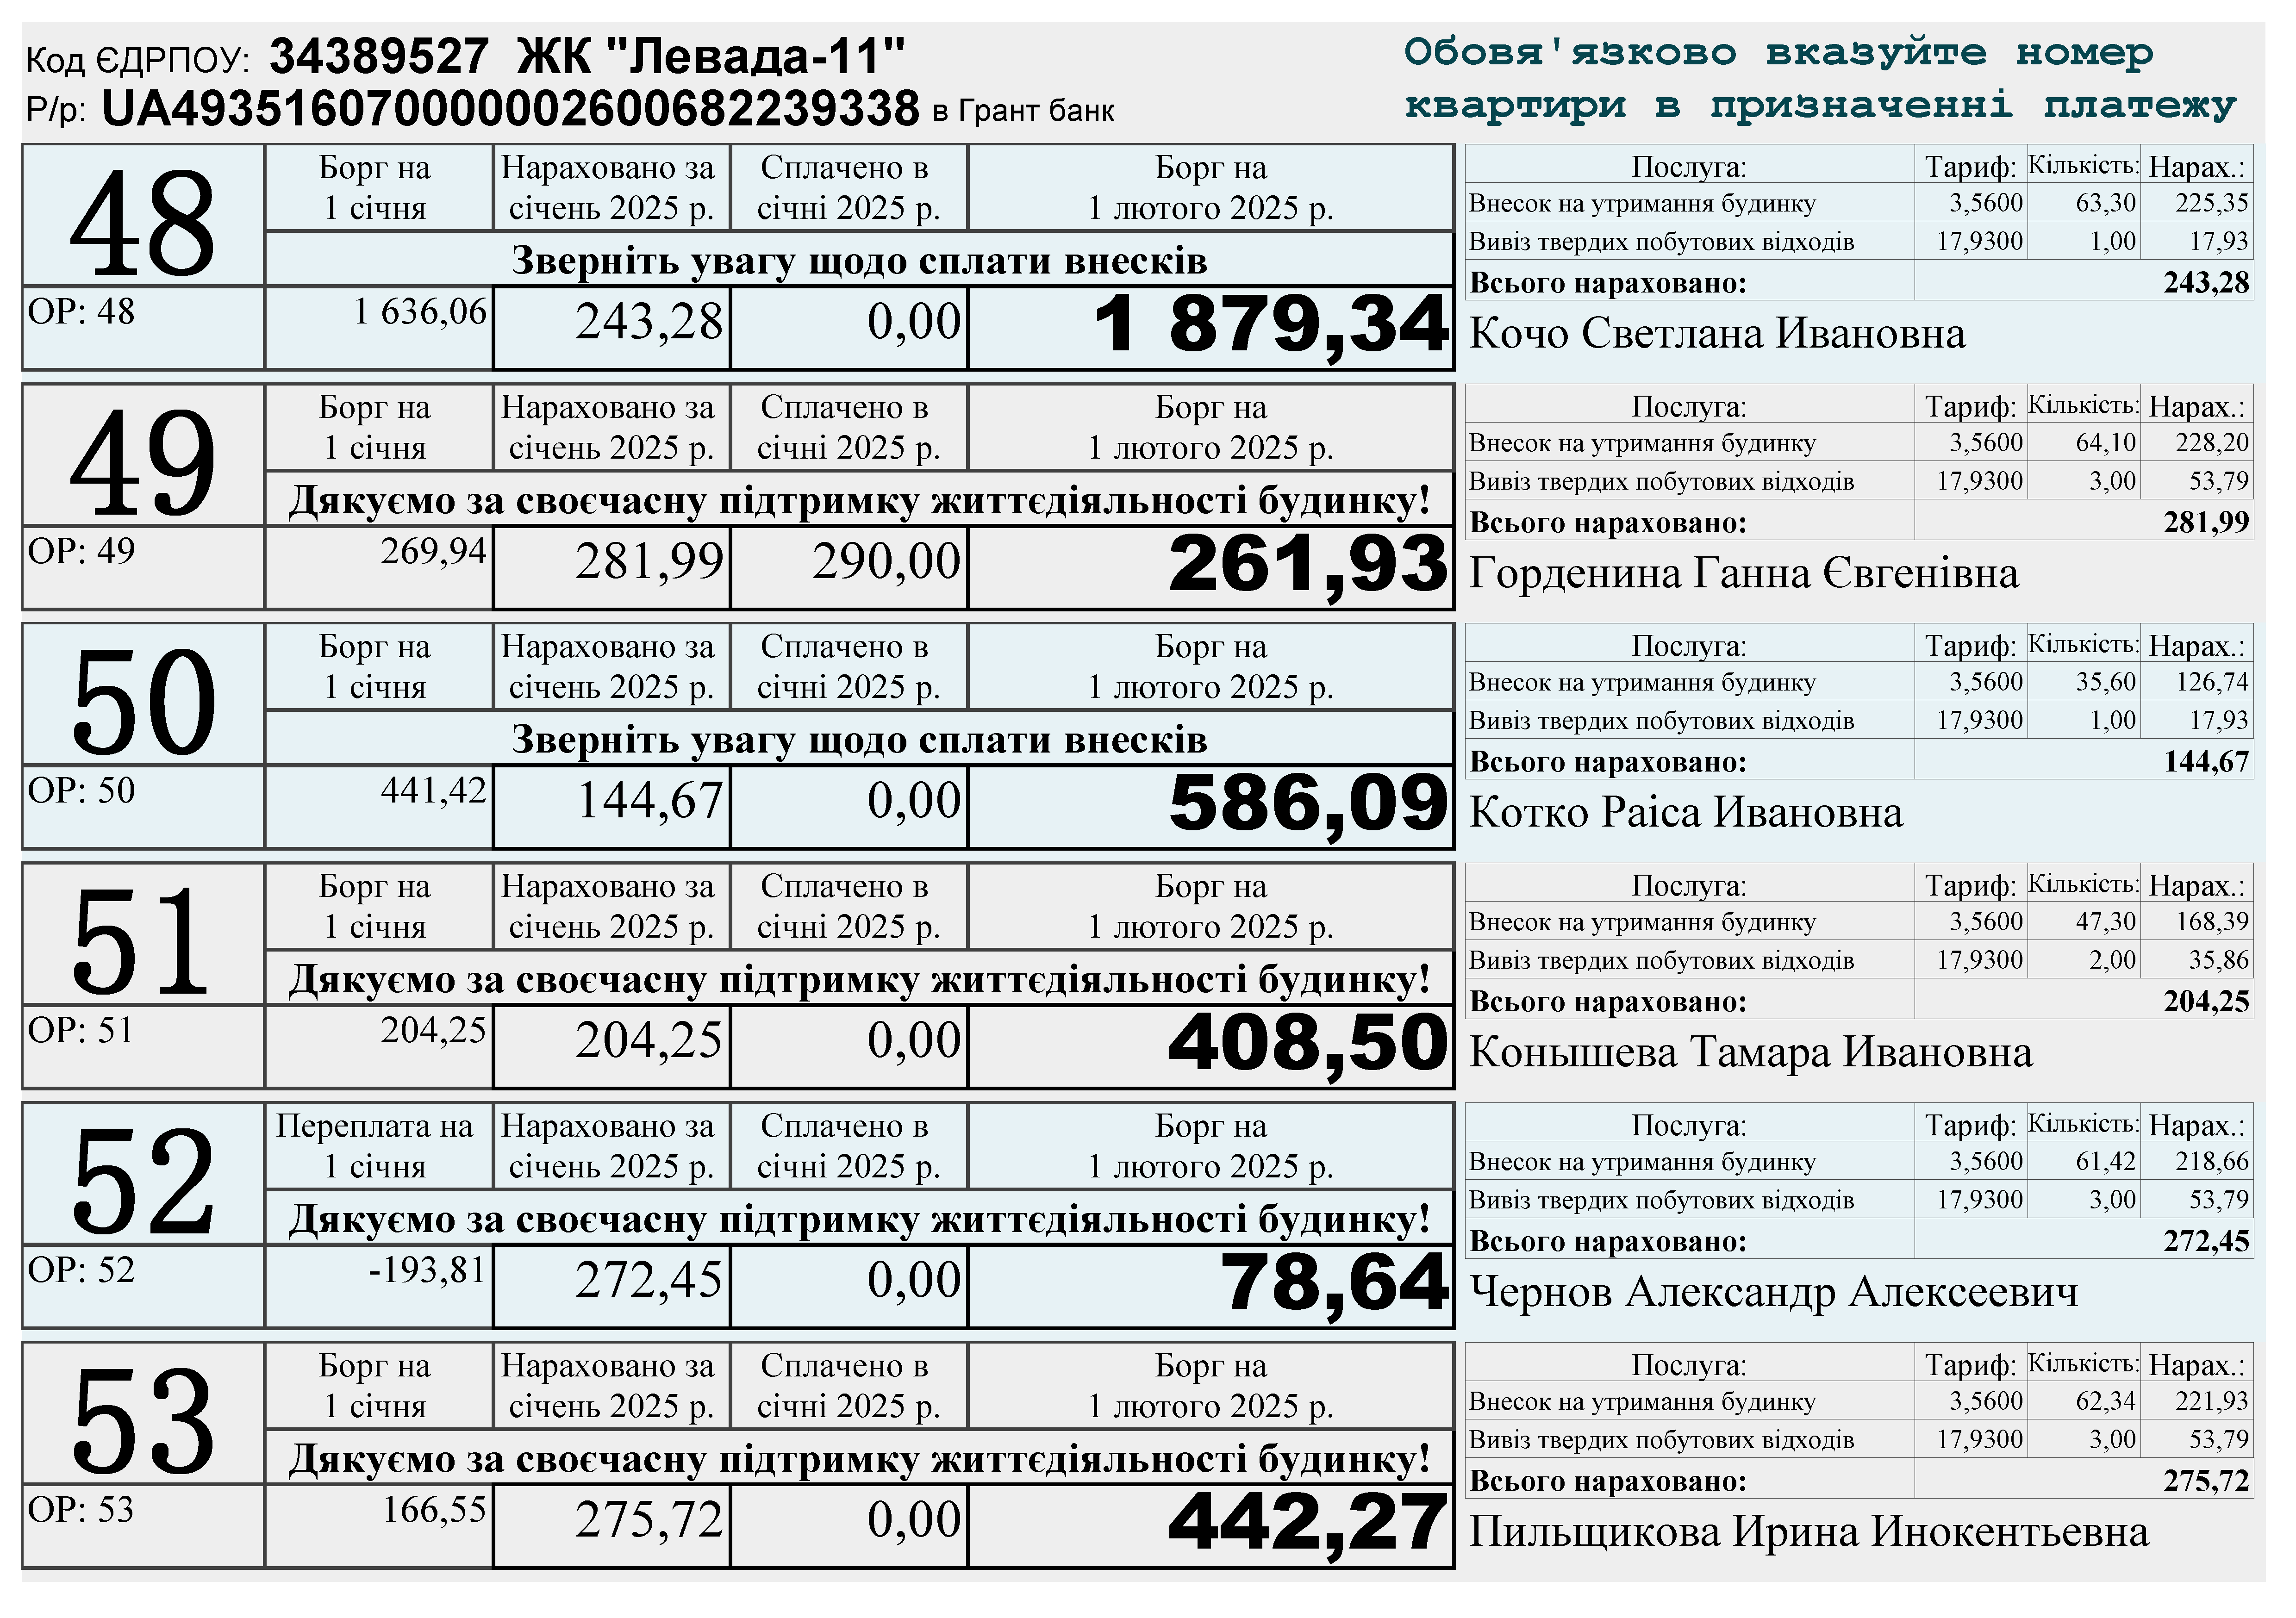 Код ЄДРПОУ: 34389527 ЖК "Левада-11"
Р/р: UA493516070000002600682239338 в Грант банк
Обовя'язково вказуйте номер
квартири в призначенні платежу
48
Борг на 1 січня Нараховано за січень 2025 р. Сплачено в січні 2025 р. Борг на 1 лютого 2025 р.
Зверніть увагу щодо сплати внесків
ОР: 48 1 636,06 243,28 0,00 1 879,34
Послуга: Тариф: Кількість: Нарах.:
Внесок на утримання будинку 3,5600 63,30 225,35
Вивіз твердих побутових відходів 17,9300 1,00 17,93
Всього нараховано: 243,28
Кочо Светлана Ивановна
49
Борг на 1 січня Нараховано за січень 2025 р. Сплачено в січні 2025 р. Борг на 1 лютого 2025 р.
Дякуємо за своєчасну підтримку життєдіяльності будинку!
ОР: 49 269,94 281,99 290,00 261,93
Послуга: Тариф: Кількість: Нарах.:
Внесок на утримання будинку 3,5600 64,10 228,20
Вивіз твердих побутових відходів 17,9300 3,00 53,79
Всього нараховано: 281,99
Горденина Ганна Євгенівна
50
Борг на 1 січня Нараховано за січень 2025 р. Сплачено в січні 2025 р. Борг на 1 лютого 2025 р.
Зверніть увагу щодо сплати внесків
ОР: 50 441,42 144,67 0,00 586,09
Послуга: Тариф: Кількість: Нарах.:
Внесок на утримання будинку 3,5600 35,60 126,74
Вивіз твердих побутових відходів 17,9300 1,00 17,93
Всього нараховано: 144,67
Котко Раіса Ивановна
51
Борг на 1 січня Нараховано за січень 2025 р. Сплачено в січні 2025 р. Борг на 1 лютого 2025 р.
Дякуємо за своєчасну підтримку життєдіяльності будинку!
ОР: 51 204,25 204,25 0,00 408,50
Послуга: Тариф: Кількість: Нарах.:
Внесок на утримання будинку 3,5600 47,30 168,39
Вивіз твердих побутових відходів 17,9300 2,00 35,86
Всього нараховано: 204,25
Конышева Тамара Ивановна
52
Переплата на 1 січня Нараховано за січень 2025 р. Сплачено в січні 2025 р. Борг на 1 лютого 2025 р.
Дякуємо за своєчасну підтримку життєдіяльності будинку!
ОР: 52 -193,81 272,45 0,00 78,64
Послуга: Тариф: Кількість: Нарах.:
Внесок на утримання будинку 3,5600 61,42 218,66
Вивіз твердих побутових відходів 17,9300 3,00 53,79
Всього нараховано: 272,45
Чернов Александр Алексеевич
53
Борг на 1 січня Нараховано за січень 2025 р. Сплачено в січні 2025 р. Борг на 1 лютого 2025 р.
Дякуємо за своєчасну підтримку життєдіяльності будинку!
ОР: 53 166,55 275,72 0,00 442,27
Послуга: Тариф: Кількість: Нарах.:
Внесок на утримання будинку 3,5600 62,34 221,93
Вивіз твердих побутових відходів 17,9300 3,00 53,79
Всього нараховано: 275,72
Пильщикова Ирина Инокентьевна